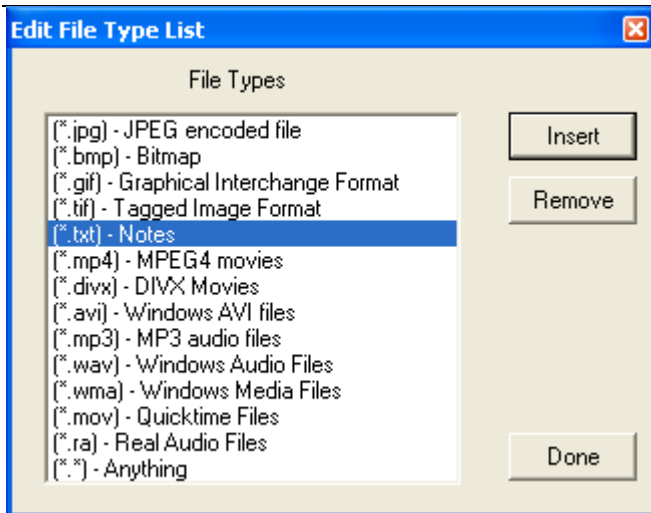 Edit File Type List
File Types
(*.jpg) - JPEG encoded file
(*.bmp) - Bitmap
(*.gif) - Graphical Interchange Format
(*.tif) - Tagged Image Format
(*.txt) - Notes
(*.mp4) - MPEG4 movies
(*.divx) - DIVX Movies
(*.avi) - Windows AVI files
(*.mp3) - MP3 audio files
(*.wav) - Windows Audio Files
(*.wma) - Windows Media Files
(*.mov) - Quicktime Files
(*.ra) - Real Audio Files
(*.*) - Anything
Insert
Remove
Done